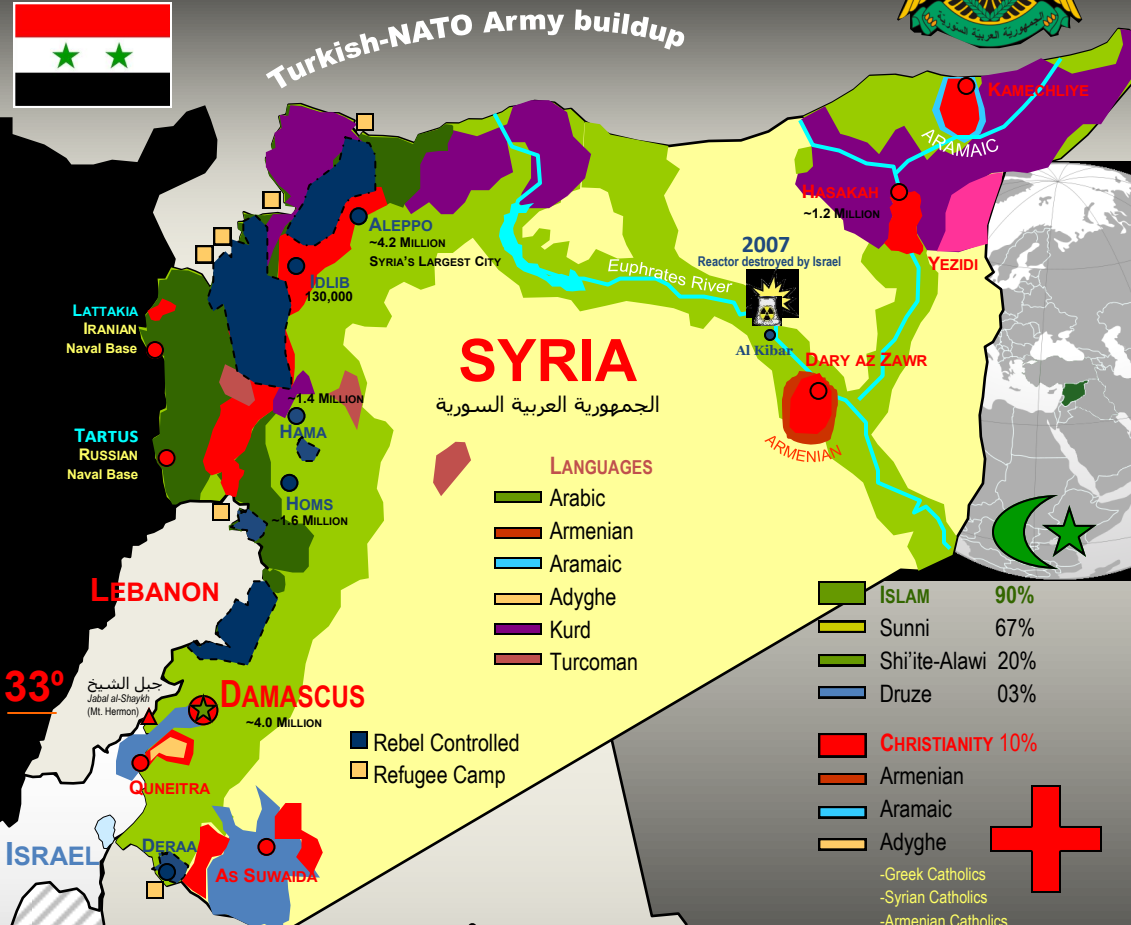 Turkish-NATO Army buildup
الجمهورية العربية السورية
KAMECHLIYE
ARAMAIC
HASAKAH
~1.2 MILLION
YEZIDI
ALEPPO
~4.2 MILLION
SYRIA'S LARGEST CITY
IDLIB
130,000
2007
Reactor destroyed by Israel
Euphrates River
Al Kibar
DARY AZ ZAWR
ARMENIAN
LATTAKIA
IRANIAN
Naval Base
TARTUS
RUSSIAN
Naval Base
SYRIA
الجمهورية العربية السورية
~1.4 MILLION
HAMA
HOMS
~1.6 MILLION
LANGUAGES
Arabic
Armenian
Aramaic
Adyghe
Kurd
Turcoman
LEBANON
33º
جبل الشيخ
Jabal al-Shaykh
(Mt. Hermon)
DAMASCUS
~4.0 MILLION
Rebel Controlled
Refugee Camp
QUNEITRA
ISRAEL
DERAA
AS SUWAIDA
ISLAM 90%
Sunni 67%
Shi'ite-Alawi 20%
Druze 03%
CHRISTIANITY 10%
Armenian
Aramaic
Adyghe
-Greek Catholics
-Syrian Catholics
-Armenian Catholics